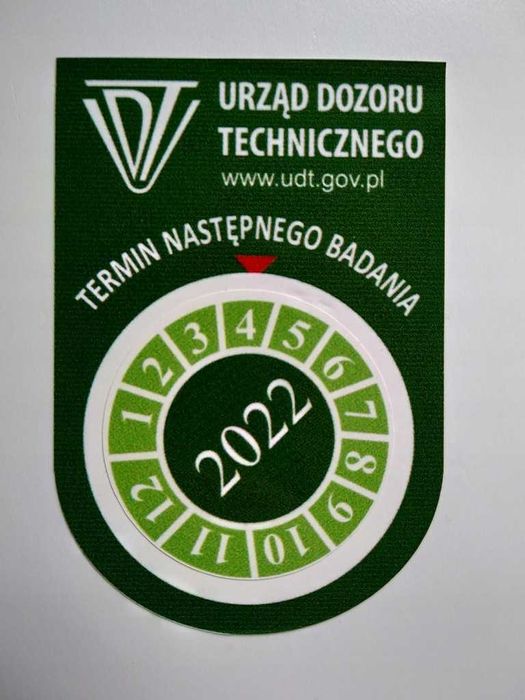 UDT
URZĄD DOZORU
TECHNICZNEGO
www.udt.gov.pl
TERMIN NASTĘPNEGO BADANIA
1 2 3 4 5 6 7 8 9 10 11 12
2022